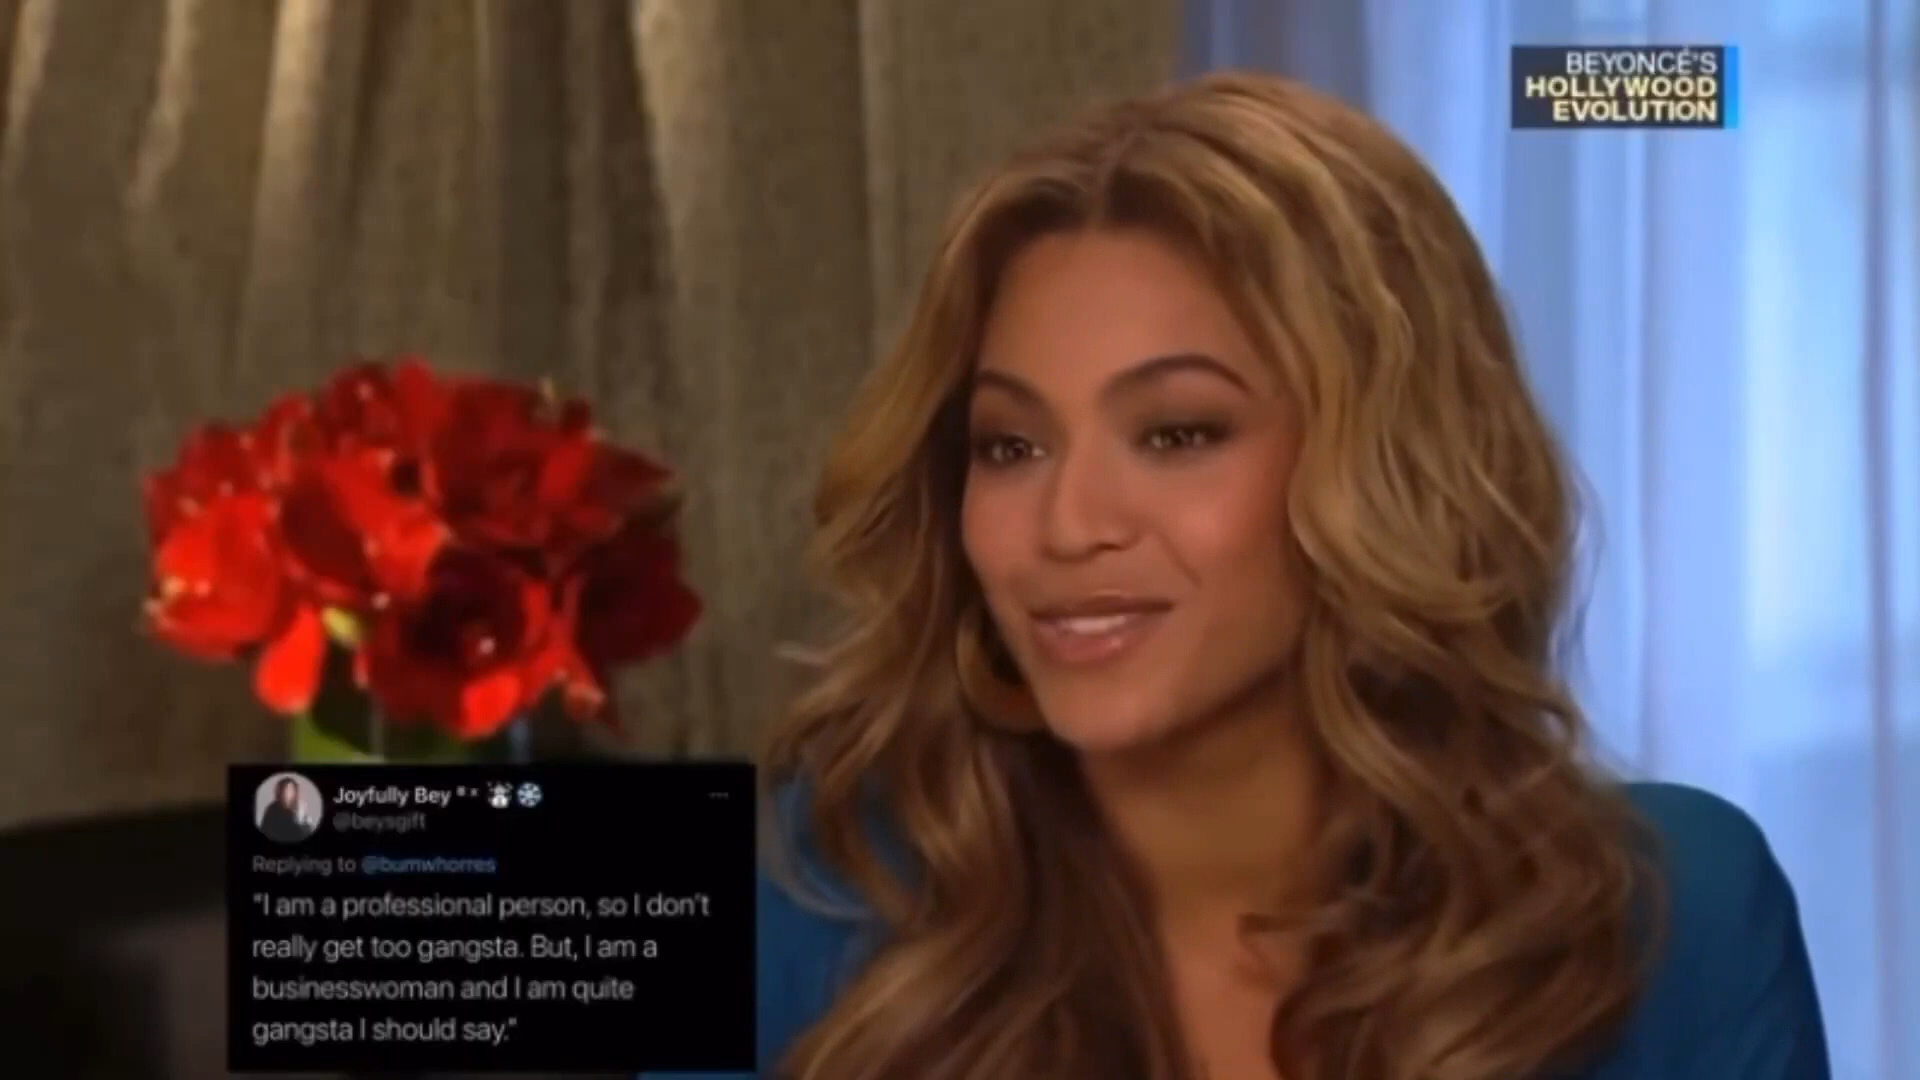 BEYONCÉ'S
HOLLYWOOD
EVOLUTION
Joyfully Bey
@beysgift
Replying to @bumwhorres
"I am a professional person, so I don't
really get too gangsta. But, I am a
businesswoman and I am quite
gangsta I should say."